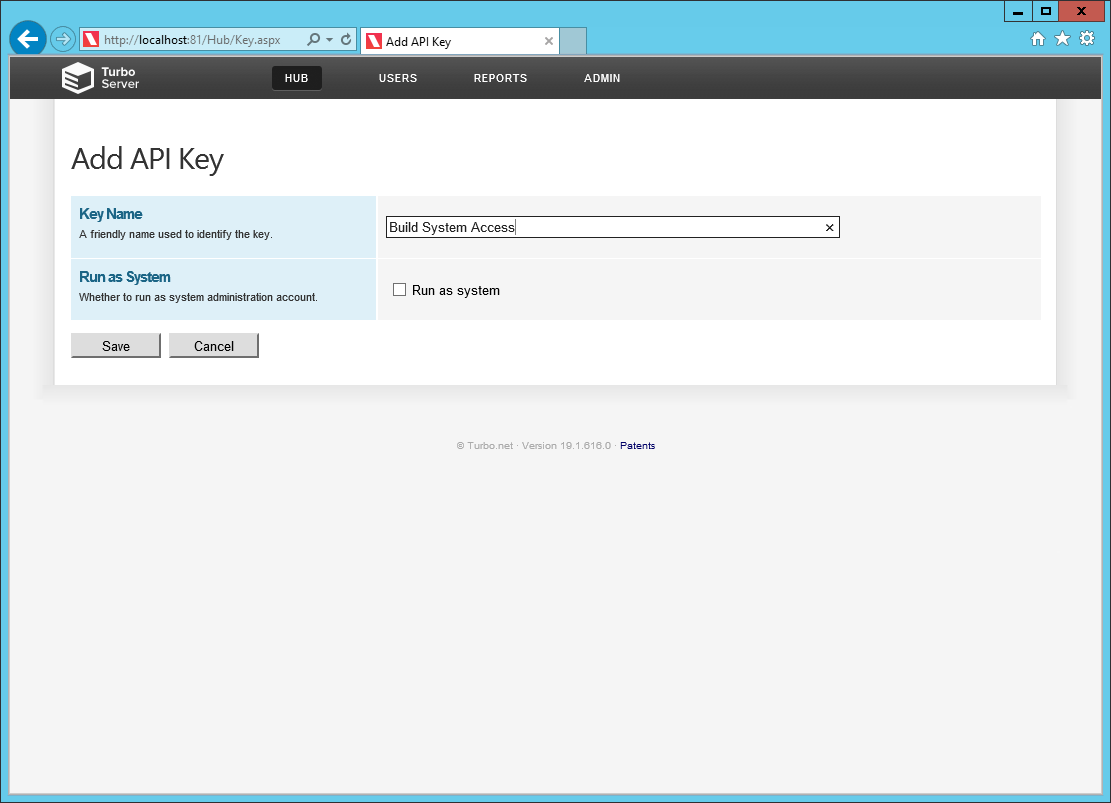 http://localhost:81/Hub/Key.aspx
Add API Key
Turbo
Server
HUB USERS REPORTS ADMIN
Add API Key
Key Name
A friendly name used to identify the key.
Build System Access
Run as System
Whether to run as system administration account.
Run as system
Save Cancel
© Turbo.net · Version 19.1.616.0 · Patents